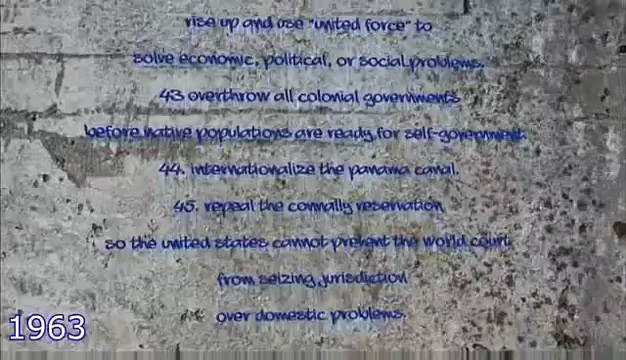 rise up and use "united force" to
solve economic, political, or social problems.
43 overthrow all colonial governments
before native populations are ready for self-government.
44. internationalize the panama canal.
45. repeal the connally reservation
so the united states cannot prevent the world court
from seizing jurisdiction
over domestic problems.
1963